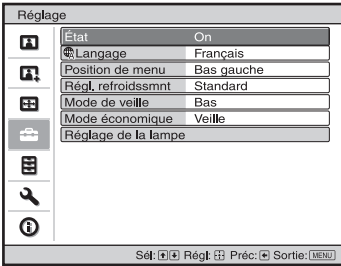 Réglage
État On
Langage Français
Position de menu Bas gauche
Régl. refroidssmnt Standard
Mode de veille Bas
Mode économique Veille
Réglage de la lampe
Sél: Régl: Préc: Sortie: MENU